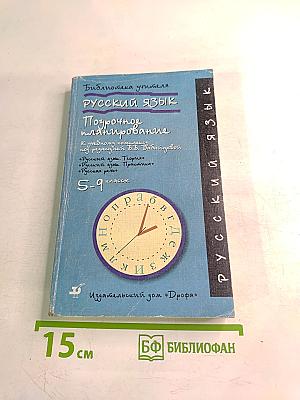 Библиотека учителя
РУССКИЙ ЯЗЫК
Поурочное
планирование
К учебному комплексу
под редакцией В.В. Бабайцевой
«Русский язык. Теория»
«Русский язык. Практика»
«Русская речь»
5-9 классы
Издательский дом «Дрофа»
РУССКИЙ ЯЗЫК
15 см
БФ БИБЛИОФАН